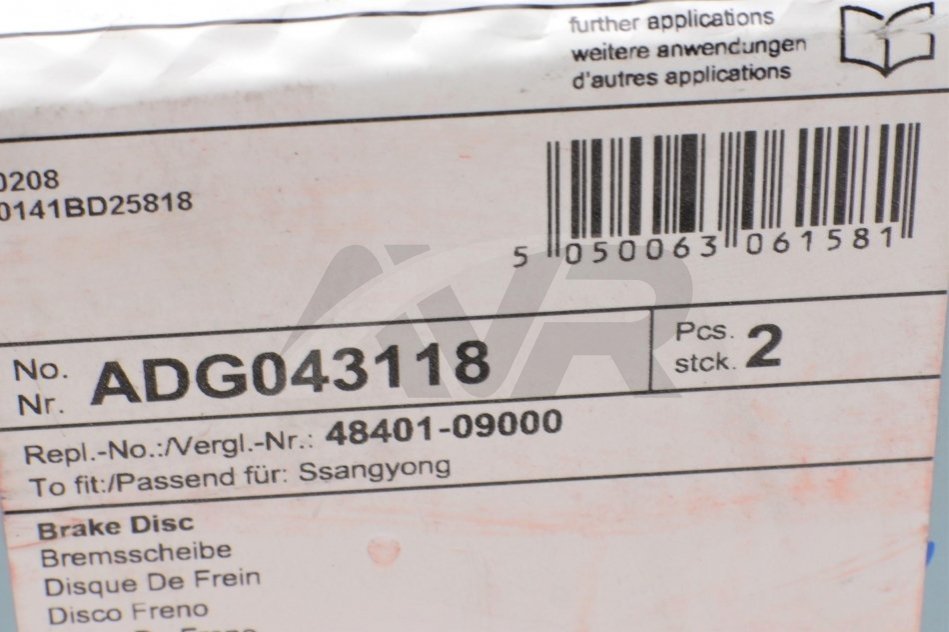 further applications
weitere anwendungen
d'autres applications
0208
0141BD25818
5 050063 061581
No.
Nr. ADG043118
Pcs.
stck. 2
Repl.-No.:/Vergl.-Nr.: 48401-09000
To fit:/Passend für: Ssangyong
Brake Disc
Bremsscheibe
Disque De Frein
Disco Freno
AVR